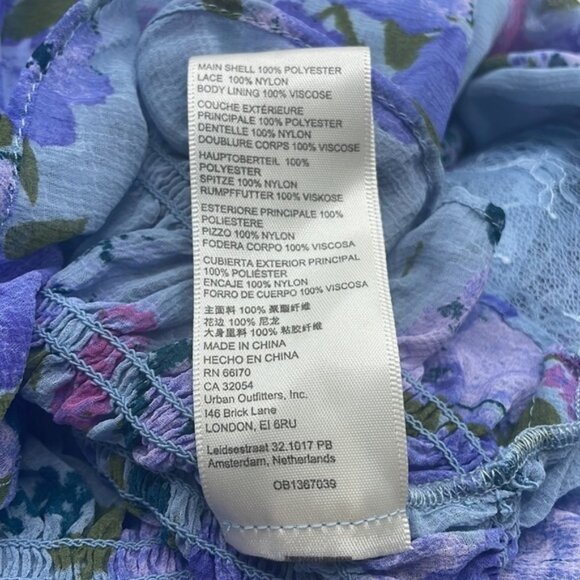 MAIN SHELL 100% POLYESTER
LACE 100% NYLON
BODY LINING 100% VISCOSE
COUCHE EXTÉRIEURE
PRINCIPALE 100% POLYESTER
DENTELLE 100% NYLON
DOUBLURE CORPS 100% VISCOSE
HAUPTOBERTEIL 100%
POLYESTER
SPITZE 100% NYLON
RUMPFFUTTER 100% VISKOSE
ESTERIORE PRINCIPALE 100%
POLIESTERE
PIZZO 100% NYLON
FODERA CORPO 100% VISCOSA
CUBIERTA EXTERIOR PRINCIPAL
100% POLIÉSTER
ENCAJE 100% NYLON
FORRO DE CUERPO 100% VISCOSA
主面料 100% 聚酯纤维
花边 100% 尼龙
大身里料 100% 粘胶纤维
MADE IN CHINA
HECHO EN CHINA
RN 66170
CA 32054
Urban Outfitters, Inc.
146 Brick Lane
LONDON, E1 6RU
Leidsestraat 32.1017 PB
Amsterdam, Netherlands
OB1367039